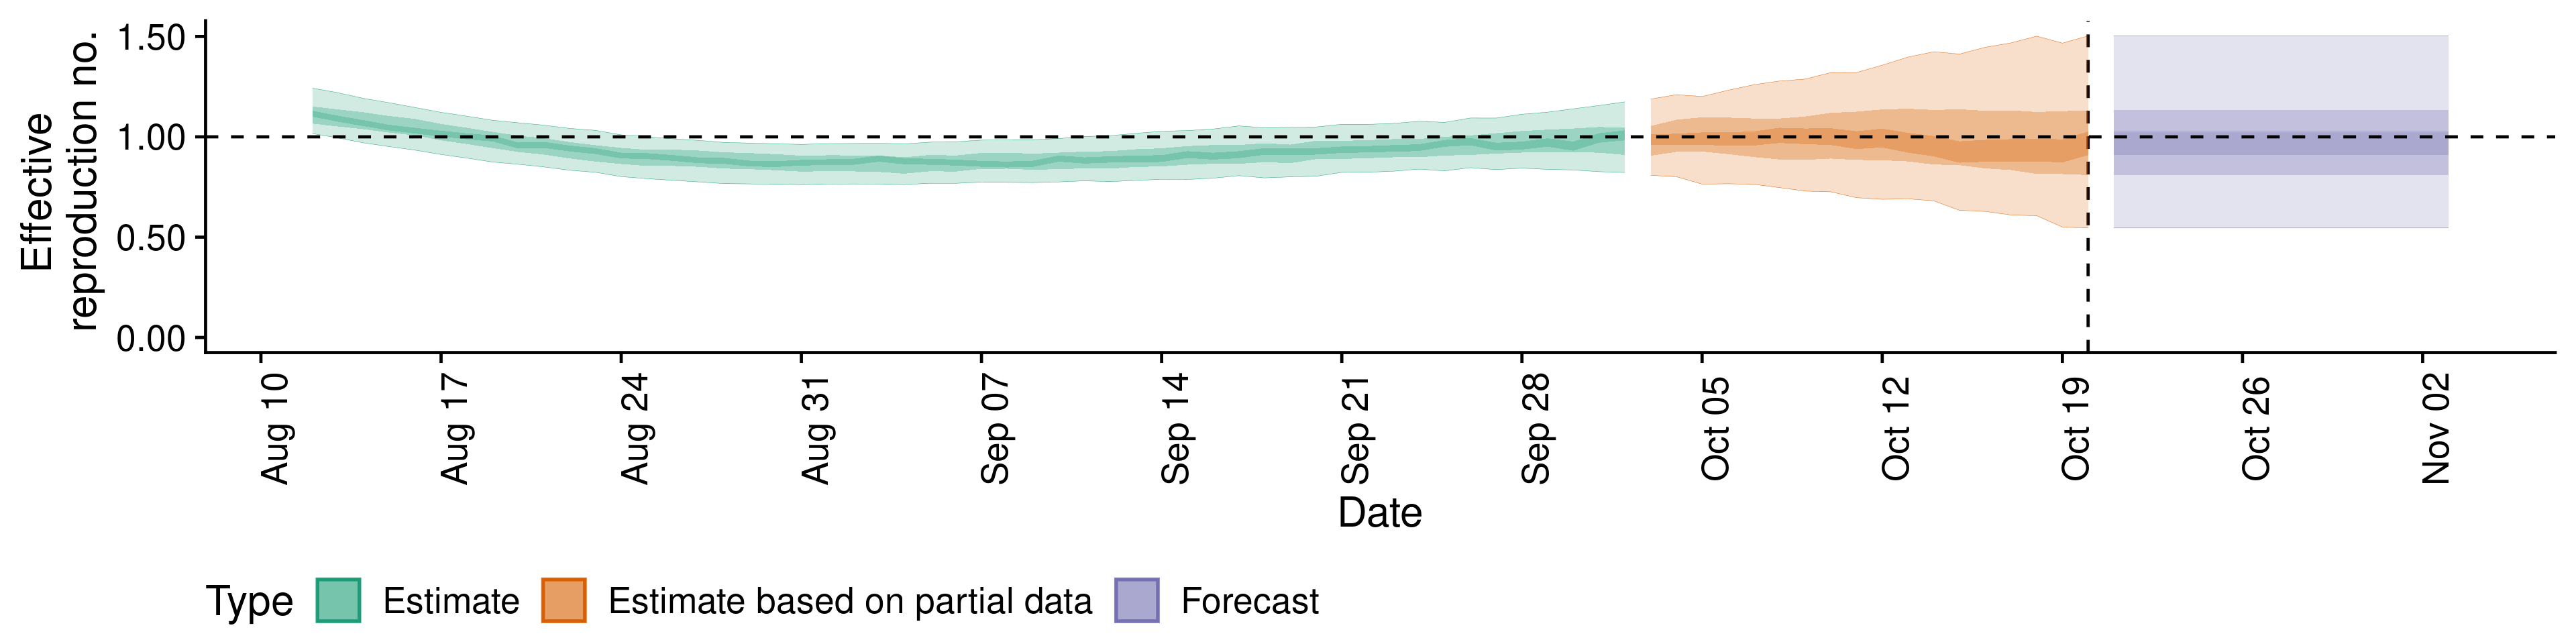 Effective
reproduction no.
1.50
1.00
0.50
0.00
Aug 10
Aug 17
Aug 24
Aug 31
Sep 07
Sep 14
Sep 21
Sep 28
Oct 05
Oct 12
Oct 19
Oct 26
Nov 02
Date
Type
Estimate
Estimate based on partial data
Forecast